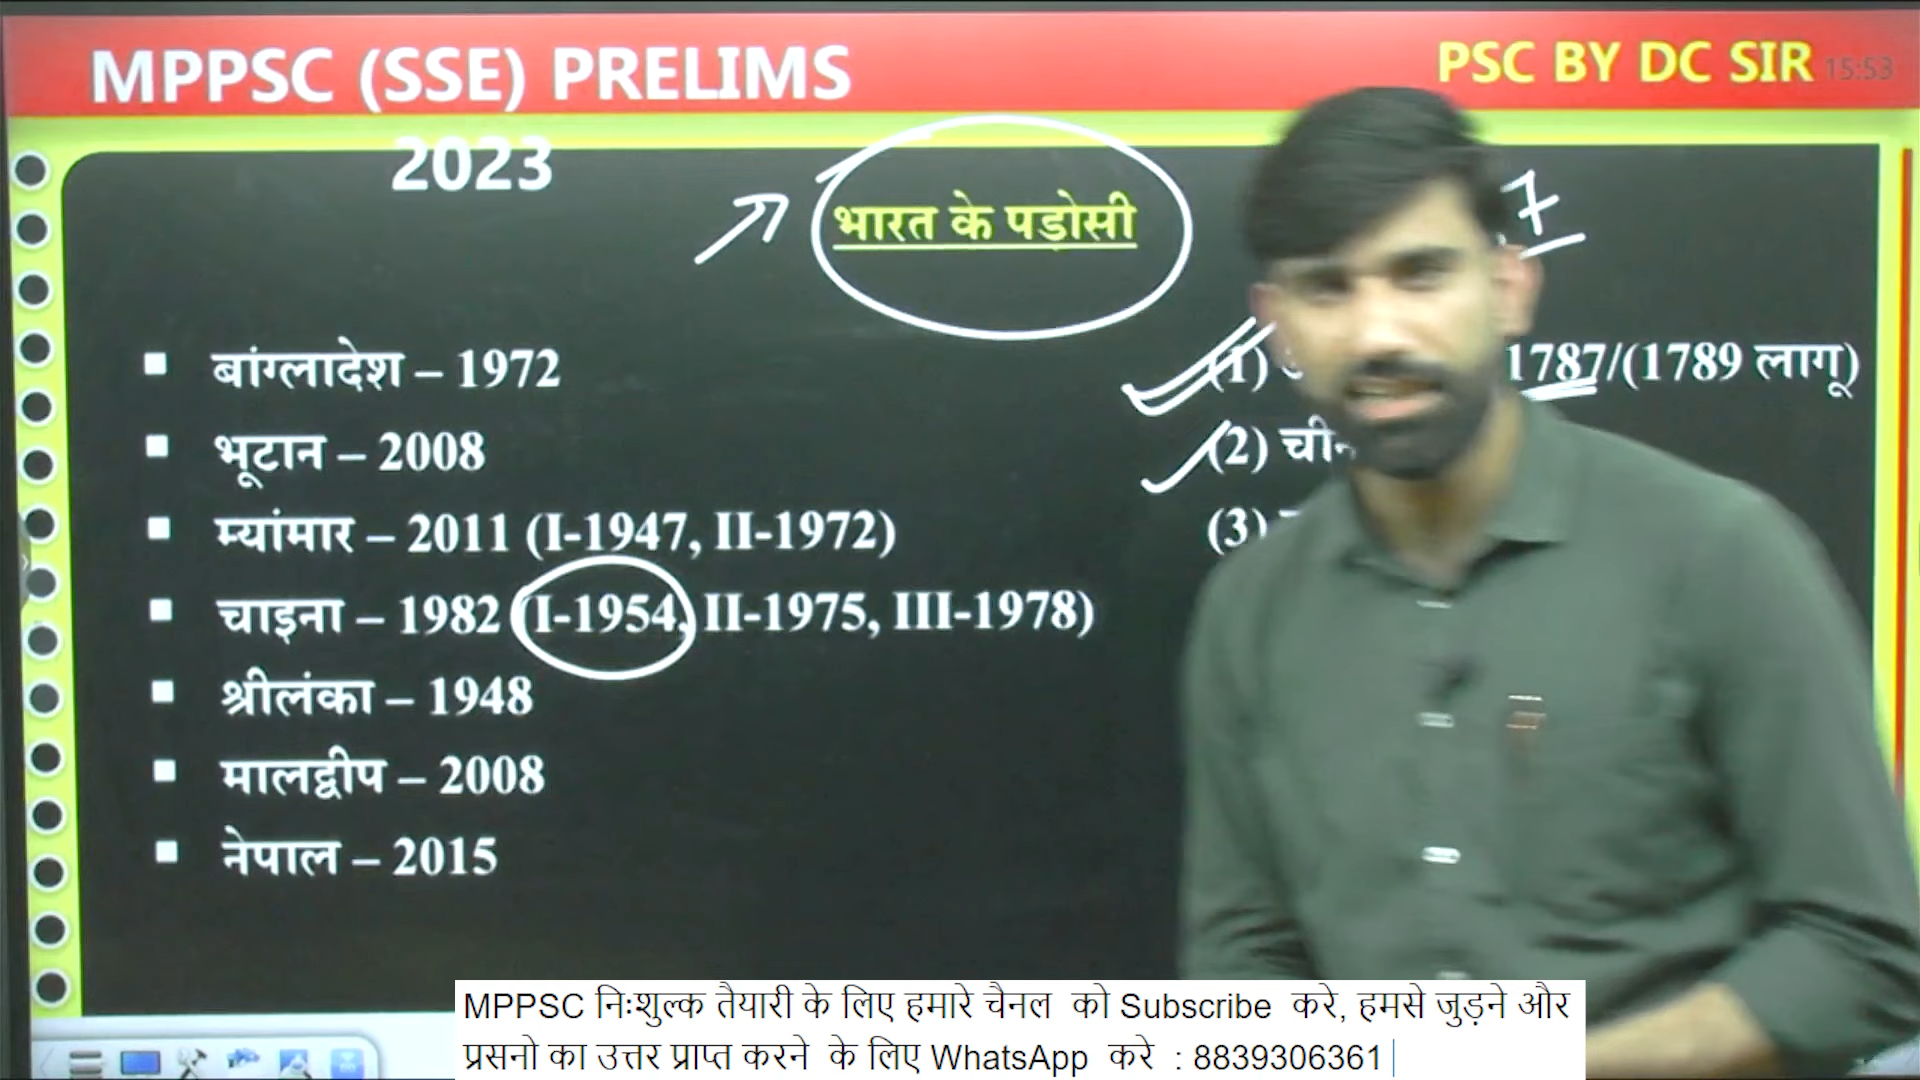 MPPSC (SSE) PRELIMS
2023
PSC BY DC SIR
15:53
भारत के पड़ोसी
7
▪ बांग्लादेश – 1972
▪ भूटान – 2008
▪ म्यांमार – 2011 (I-1947, II-1972)
▪ चाइना – 1982 (I-1954, II-1975, III-1978)
▪ श्रीलंका – 1948
▪ मालद्वीप – 2008
▪ नेपाल – 2015
(1) 1787/(1789 लागू)
(2)
(3)
MPPSC निःशुल्क तैयारी के लिए हमारे चैनल को Subscribe करे, हमसे जुड़ने और
प्रसनो का उत्तर प्राप्त करने के लिए WhatsApp करे : 8839306361